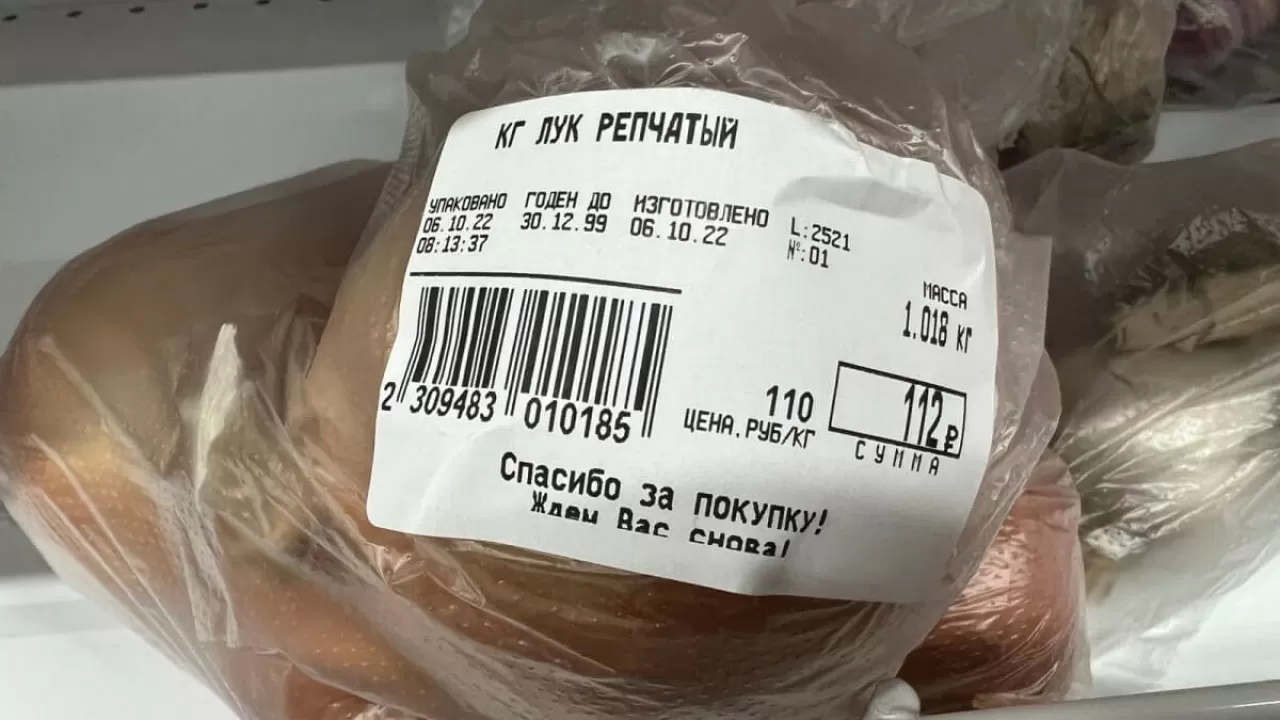 КГ ЛУК РЕПЧАТЫЙ
УПАКОВАНО ГОДЕН ДО ИЗГОТОВЛЕНО
06.10.22 30.12.99 06.10.22
08:13:37
L:2521
№:01
МАССА
1.018 КГ
2 309483 010185
110
ЦЕНА.РУБ/КГ
112₽
СУММА
Спасибо за покупку!
Ждем Вас снова!